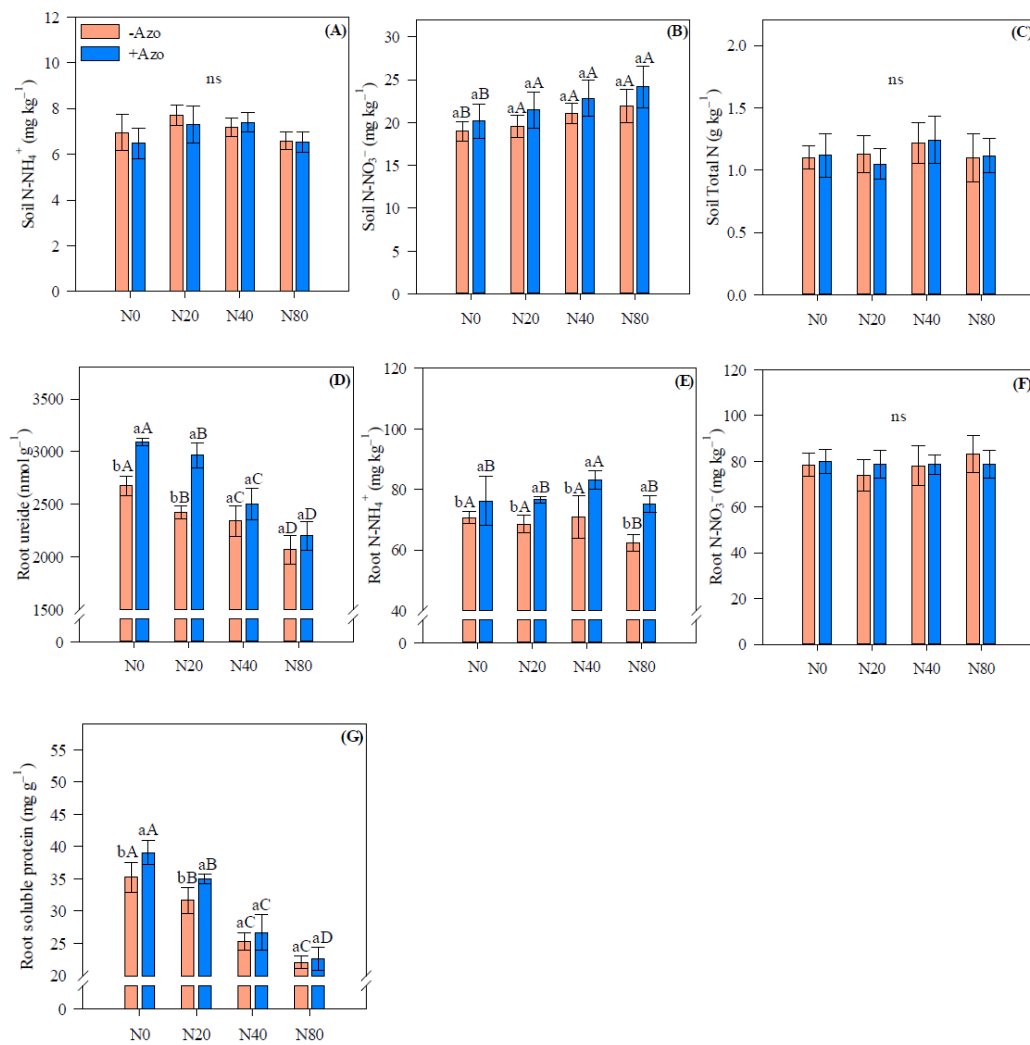 (A)
-Azo
+Azo
ns
Soil N-NH₄⁺ (mg kg⁻¹)
12
10
8
6
4
2
0
N0 N20 N40 N80
(B)
Soil N-NO₃⁻ (mg kg⁻¹)
30
25
20
15
10
5
0
aB aB aA aA aA aA aA aA
N0 N20 N40 N80
(C)
ns
Soil Total N (g kg⁻¹)
2.0
1.5
1.0
0.5
0.0
N0 N20 N40 N80
(D)
Root ureide (nmol g⁻¹)
3500
3000
2500
2000
1500
0
bA aA bB aB aC aC aD aD
N0 N20 N40 N80
(E)
Root N-NH₄⁺ (mg kg⁻¹)
120
100
80
60
40
0
bA aB bA aB bA aA bB aB
N0 N20 N40 N80
(F)
ns
Root N-NO₃⁻ (mg kg⁻¹)
120
100
80
60
40
20
0
N0 N20 N40 N80
(G)
Root soluble protein (mg g⁻¹)
55
50
45
40
35
30
25
20
0
bA aA bB aB aC aC aC aD
N0 N20 N40 N80